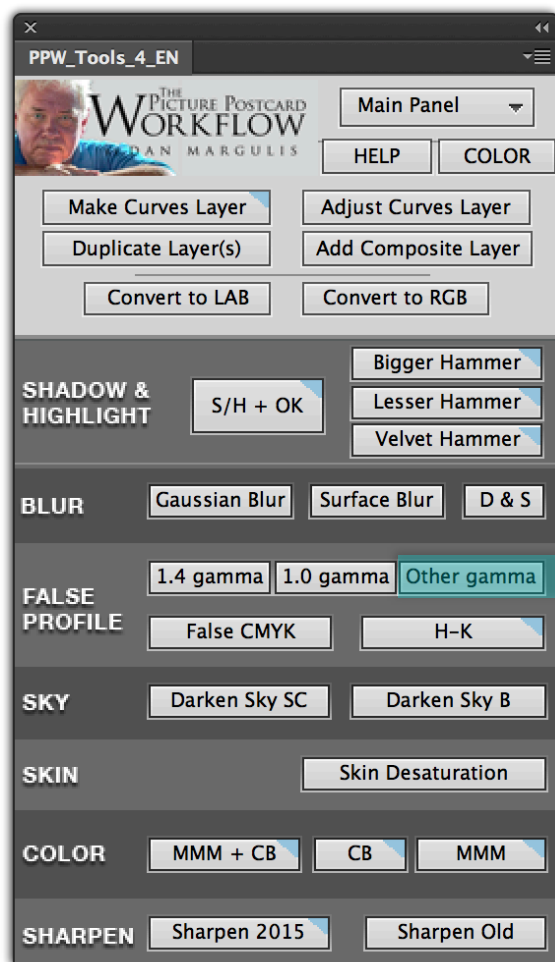 PPW_Tools_4_EN
THE
PICTURE POSTCARD
WORKFLOW
DAN MARGULIS
Main Panel
HELP COLOR
Make Curves Layer Adjust Curves Layer
Duplicate Layer(s) Add Composite Layer
Convert to LAB Convert to RGB
SHADOW &
HIGHLIGHT
S/H + OK
Bigger Hammer
Lesser Hammer
Velvet Hammer
BLUR Gaussian Blur Surface Blur D & S
FALSE
PROFILE
1.4 gamma 1.0 gamma Other gamma
False CMYK H-K
SKY Darken Sky SC Darken Sky B
SKIN Skin Desaturation
COLOR MMM + CB CB MMM
SHARPEN Sharpen 2015 Sharpen Old